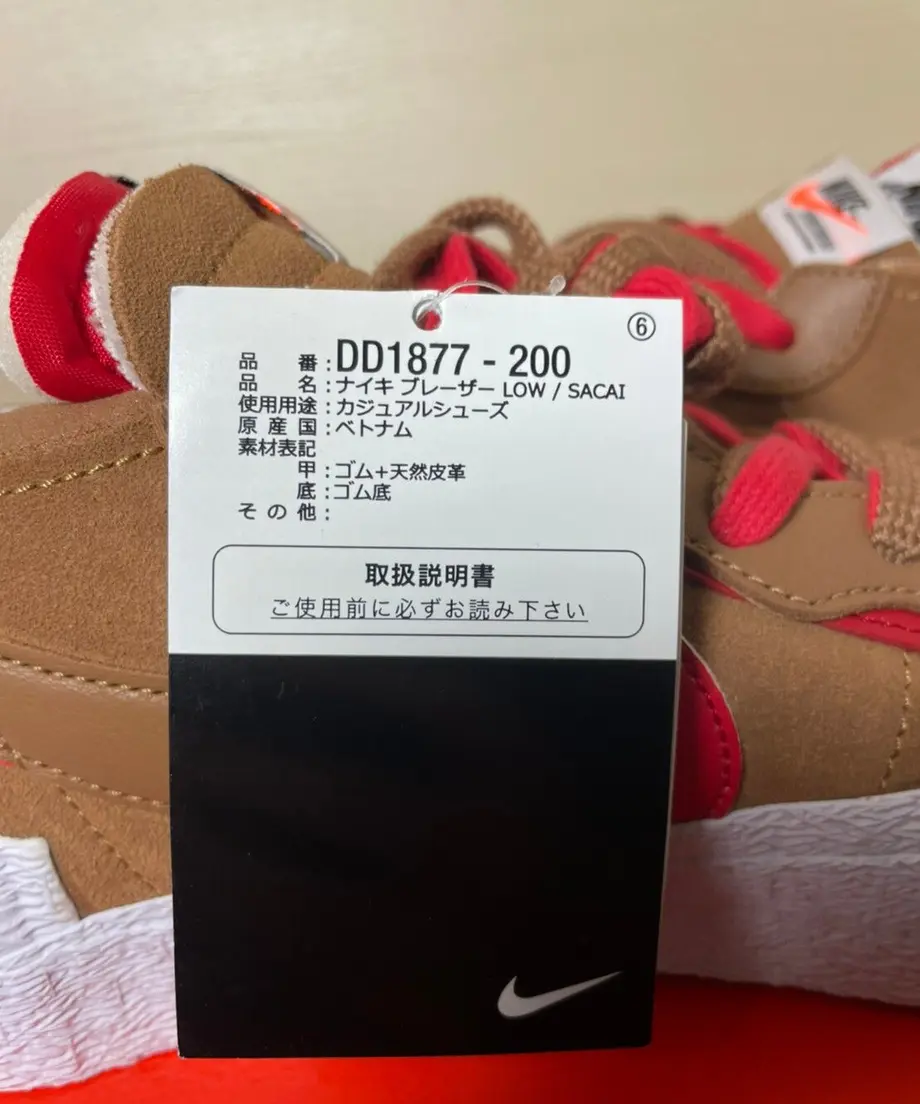 ⑥
品 番 : DD1877 - 200
品 名 : ナイキ ブレーザー LOW / SACAI
使用用途 : カジュアルシューズ
原 産 国 : ベトナム
素材表記
甲 : ゴム+天然皮革
底 : ゴム底
そ の 他 :
取扱説明書
ご使用前に必ずお読み下さい